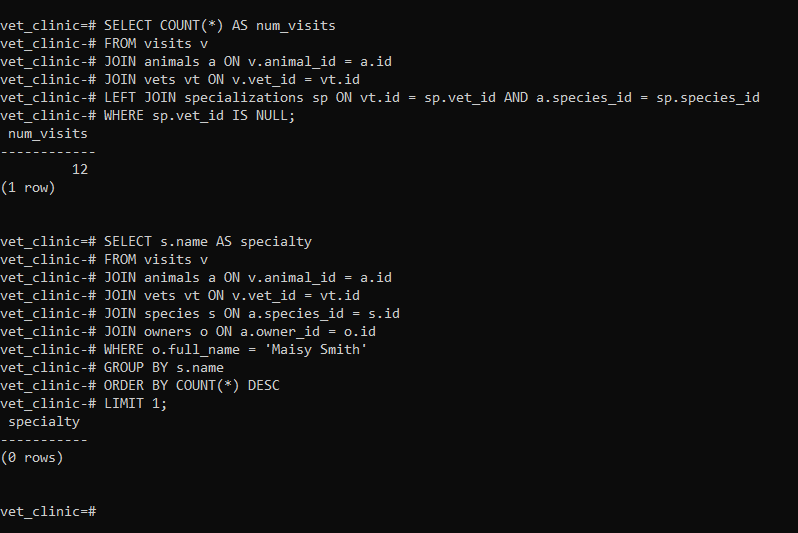 vet_clinic=# SELECT COUNT(*) AS num_visits
vet_clinic-# FROM visits v
vet_clinic-# JOIN animals a ON v.animal_id = a.id
vet_clinic-# JOIN vets vt ON v.vet_id = vt.id
vet_clinic-# LEFT JOIN specializations sp ON vt.id = sp.vet_id AND a.species_id = sp.species_id
vet_clinic-# WHERE sp.vet_id IS NULL;
 num_visits
------------
         12
(1 row)

vet_clinic=# SELECT s.name AS specialty
vet_clinic-# FROM visits v
vet_clinic-# JOIN animals a ON v.animal_id = a.id
vet_clinic-# JOIN vets vt ON v.vet_id = vt.id
vet_clinic-# JOIN species s ON a.species_id = s.id
vet_clinic-# JOIN owners o ON a.owner_id = o.id
vet_clinic-# WHERE o.full_name = 'Maisy Smith'
vet_clinic-# GROUP BY s.name
vet_clinic-# ORDER BY COUNT(*) DESC
vet_clinic-# LIMIT 1;
 specialty
-----------
(0 rows)

vet_clinic=#